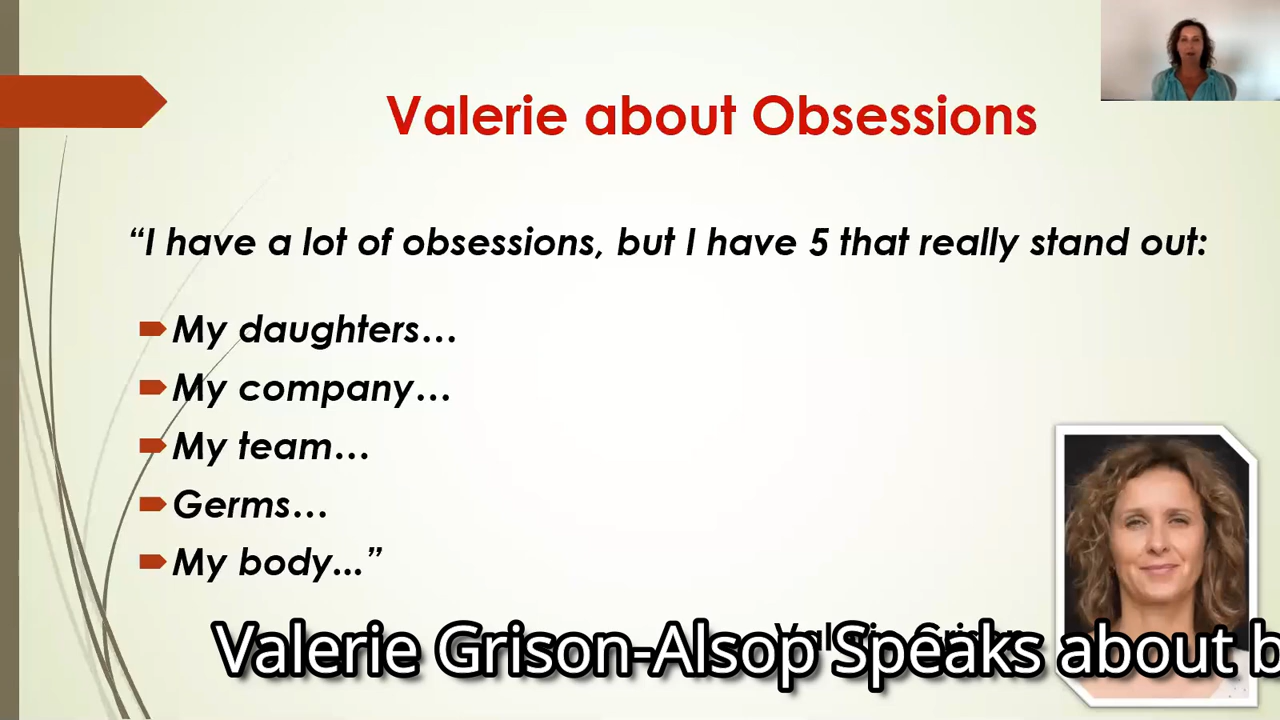 Valerie about Obsessions
“I have a lot of obsessions, but I have 5 that really stand out:
My daughters…
My company…
My team…
Germs…
My body...”
Valerie Grison-Alsop Speaks about b